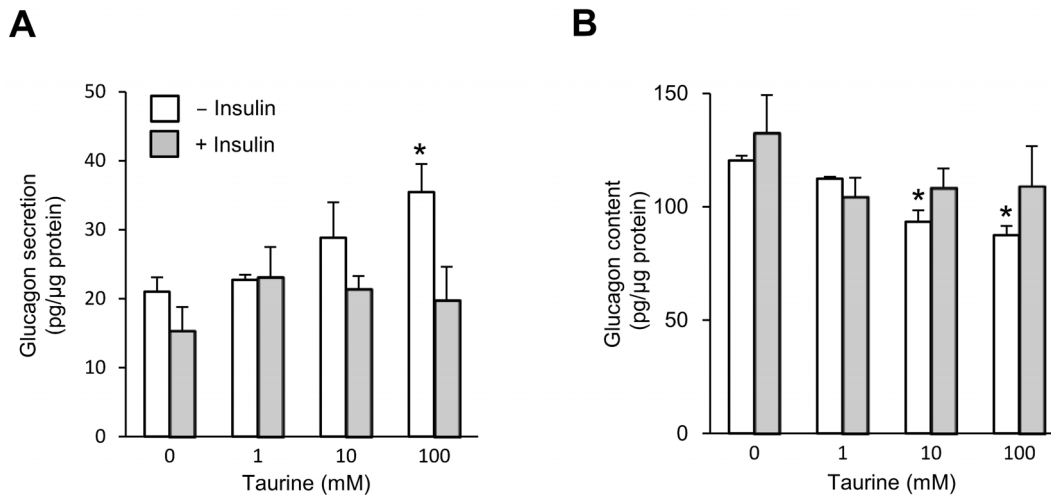 A
Glucagon secretion
(pg/µg protein)
50
40
30
20
10
0
– Insulin
+ Insulin
*
0 1 10 100
Taurine (mM)
B
Glucagon content
(pg/µg protein)
150
100
50
0
* *
0 1 10 100
Taurine (mM)